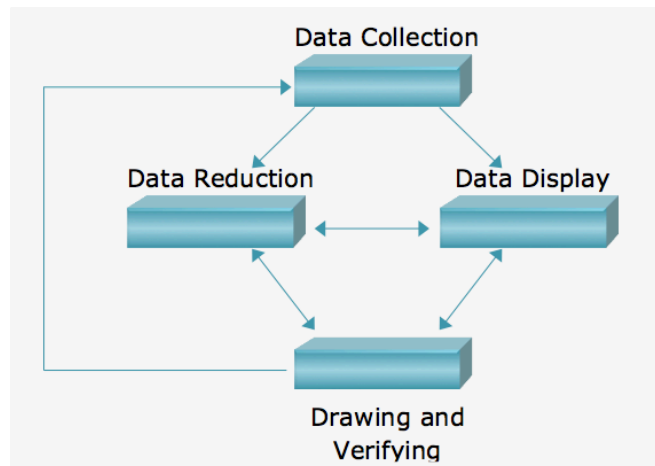 Data Collection
Data Reduction
Data Display
Drawing and
Verifying